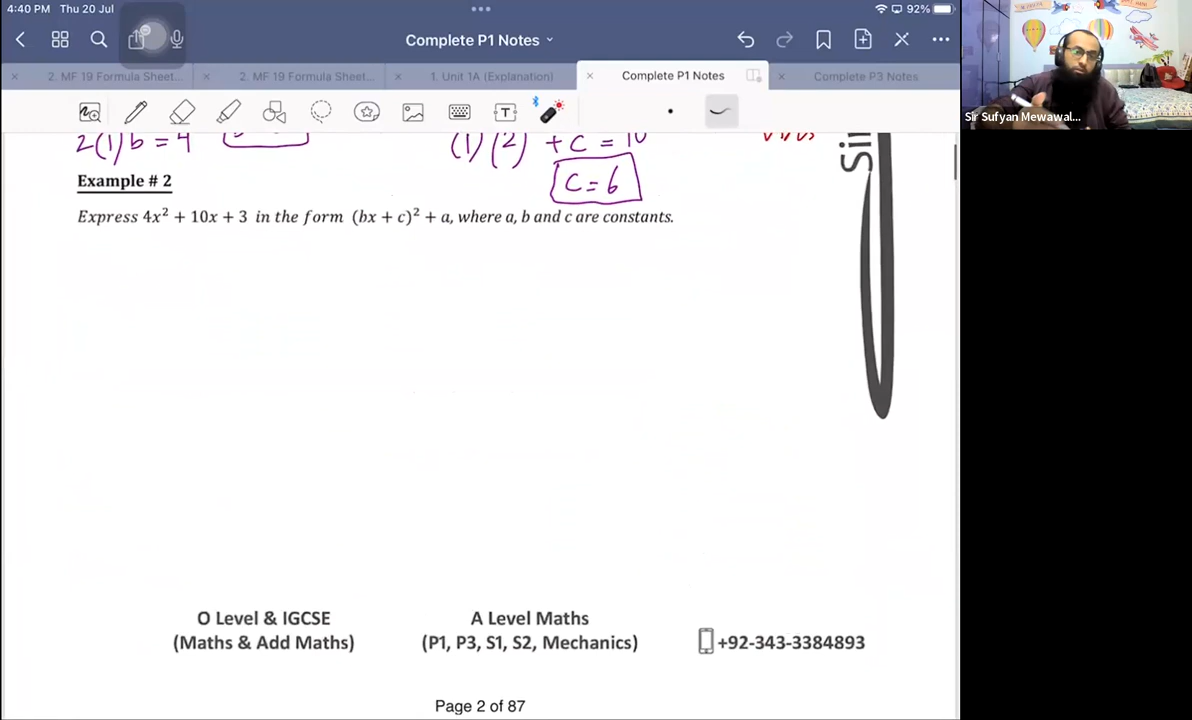 4:40 PM Thu 20 Jul
92%
Complete P1 Notes
2. MF 19 Formula Sheet...
2. MF 19 Formula Sheet...
1. Unit 1A (Explanation)
Complete P1 Notes
Complete P3 Notes
Sir Sufyan Mewawal...
2(1)b = 4
(1)(2)² + c = 10
c = 6
Sir
Example # 2
Express 4x² + 10x + 3 in the form (bx + c)² + a, where a, b and c are constants.
O Level & IGCSE
(Maths & Add Maths)
A Level Maths
(P1, P3, S1, S2, Mechanics)
+92-343-3384893
Page 2 of 87